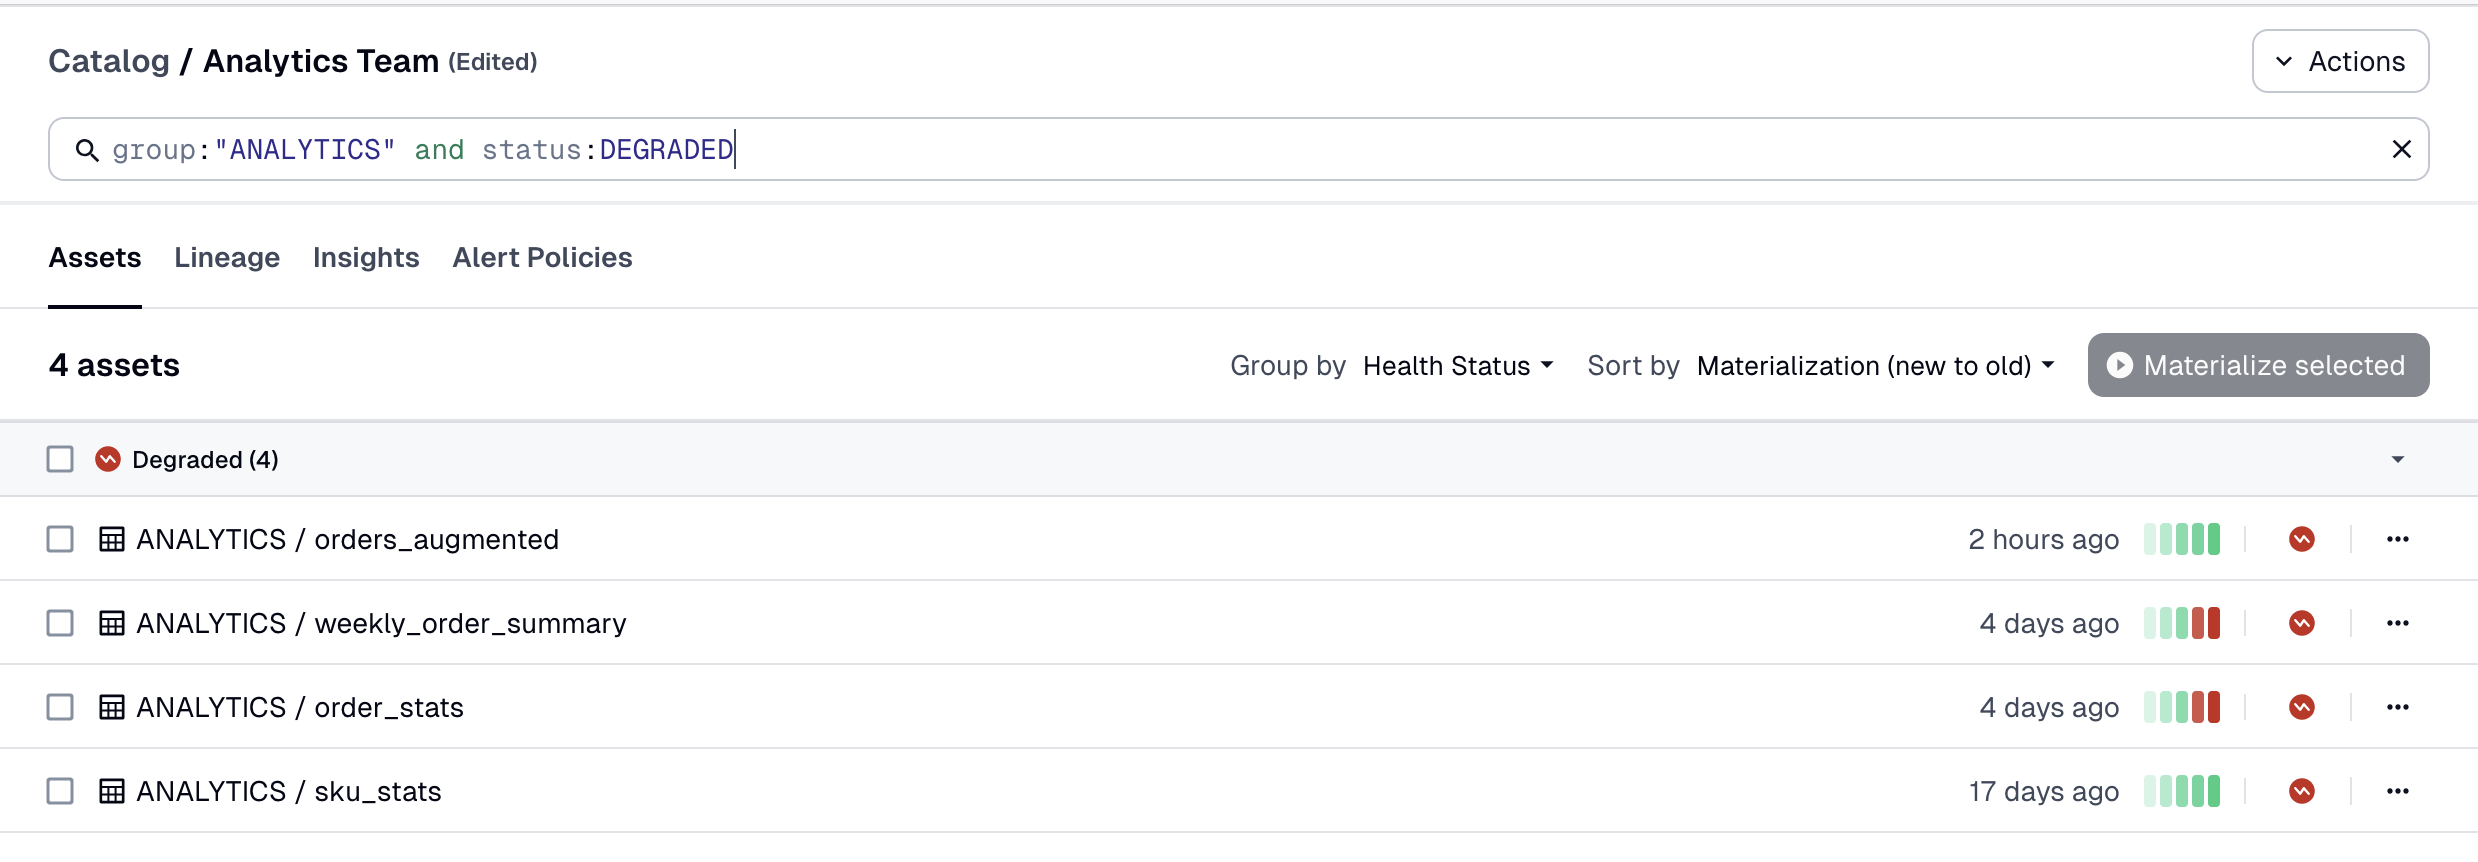 Catalog / Analytics Team (Edited)
Actions
group:"ANALYTICS" and status:DEGRADED
Assets Lineage Insights Alert Policies
4 assets
Group by Health Status Sort by Materialization (new to old) Materialize selected
Degraded (4)
ANALYTICS / orders_augmented 2 hours ago
ANALYTICS / weekly_order_summary 4 days ago
ANALYTICS / order_stats 4 days ago
ANALYTICS / sku_stats 17 days ago